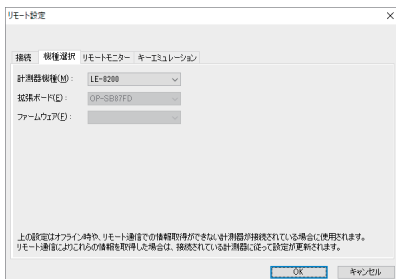 リモート設定
接続 機種選択 リモートモニター キーエミュレーション
計測器機種(M): LE-8200
拡張ボード(E): OP-SB87FD
ファームウェア(F):
上の設定はオフライン時や、リモート通信での情報取得ができない計測器が接続されている場合に使用されます。
リモート通信によりこれらの情報を取得した場合は、接続されている計測器に従って設定が更新されます。
OK キャンセル